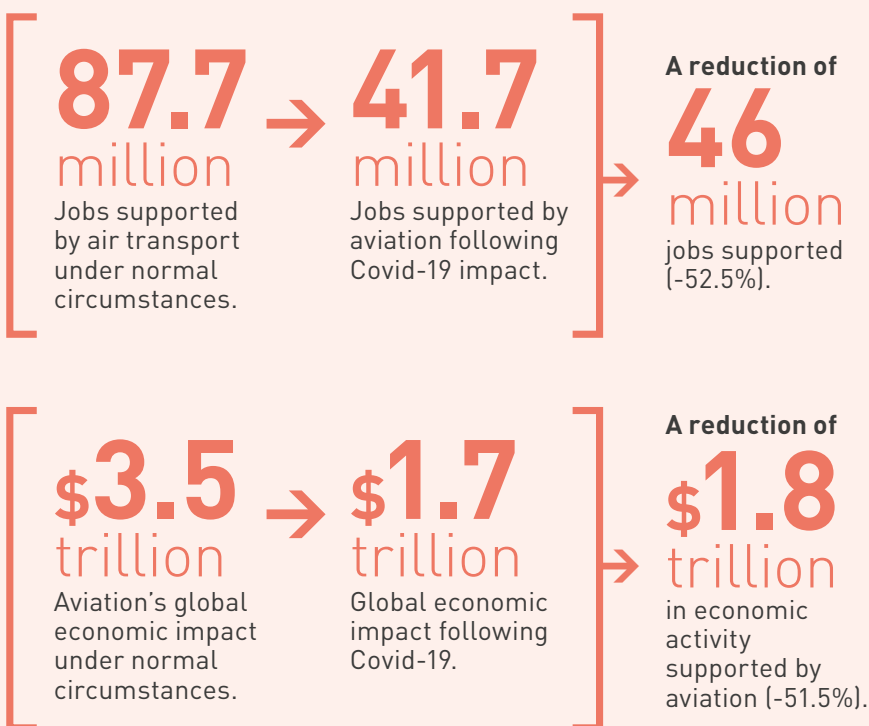 87.7
million
Jobs supported
by air transport
under normal
circumstances.
41.7
million
Jobs supported by
aviation following
Covid-19 impact.
A reduction of
46
million
jobs supported
(-52.5%).
$3.5
trillion
Aviation’s global
economic impact
under normal
circumstances.
$1.7
trillion
Global economic
impact following
Covid-19.
A reduction of
$1.8
trillion
in economic
activity
supported by
aviation (-51.5%).